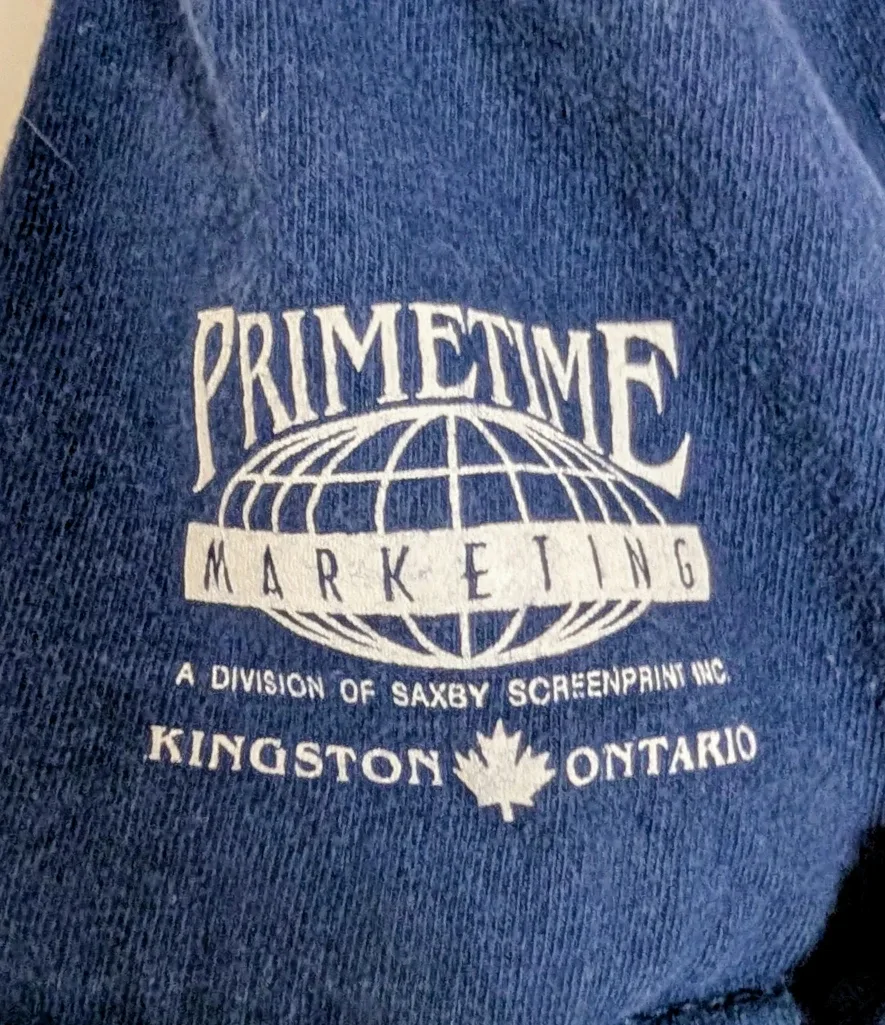 PRIMETIME
MARKETING
A DIVISION OF SAXBY SCREENPRINT INC.
KINGSTON ONTARIO